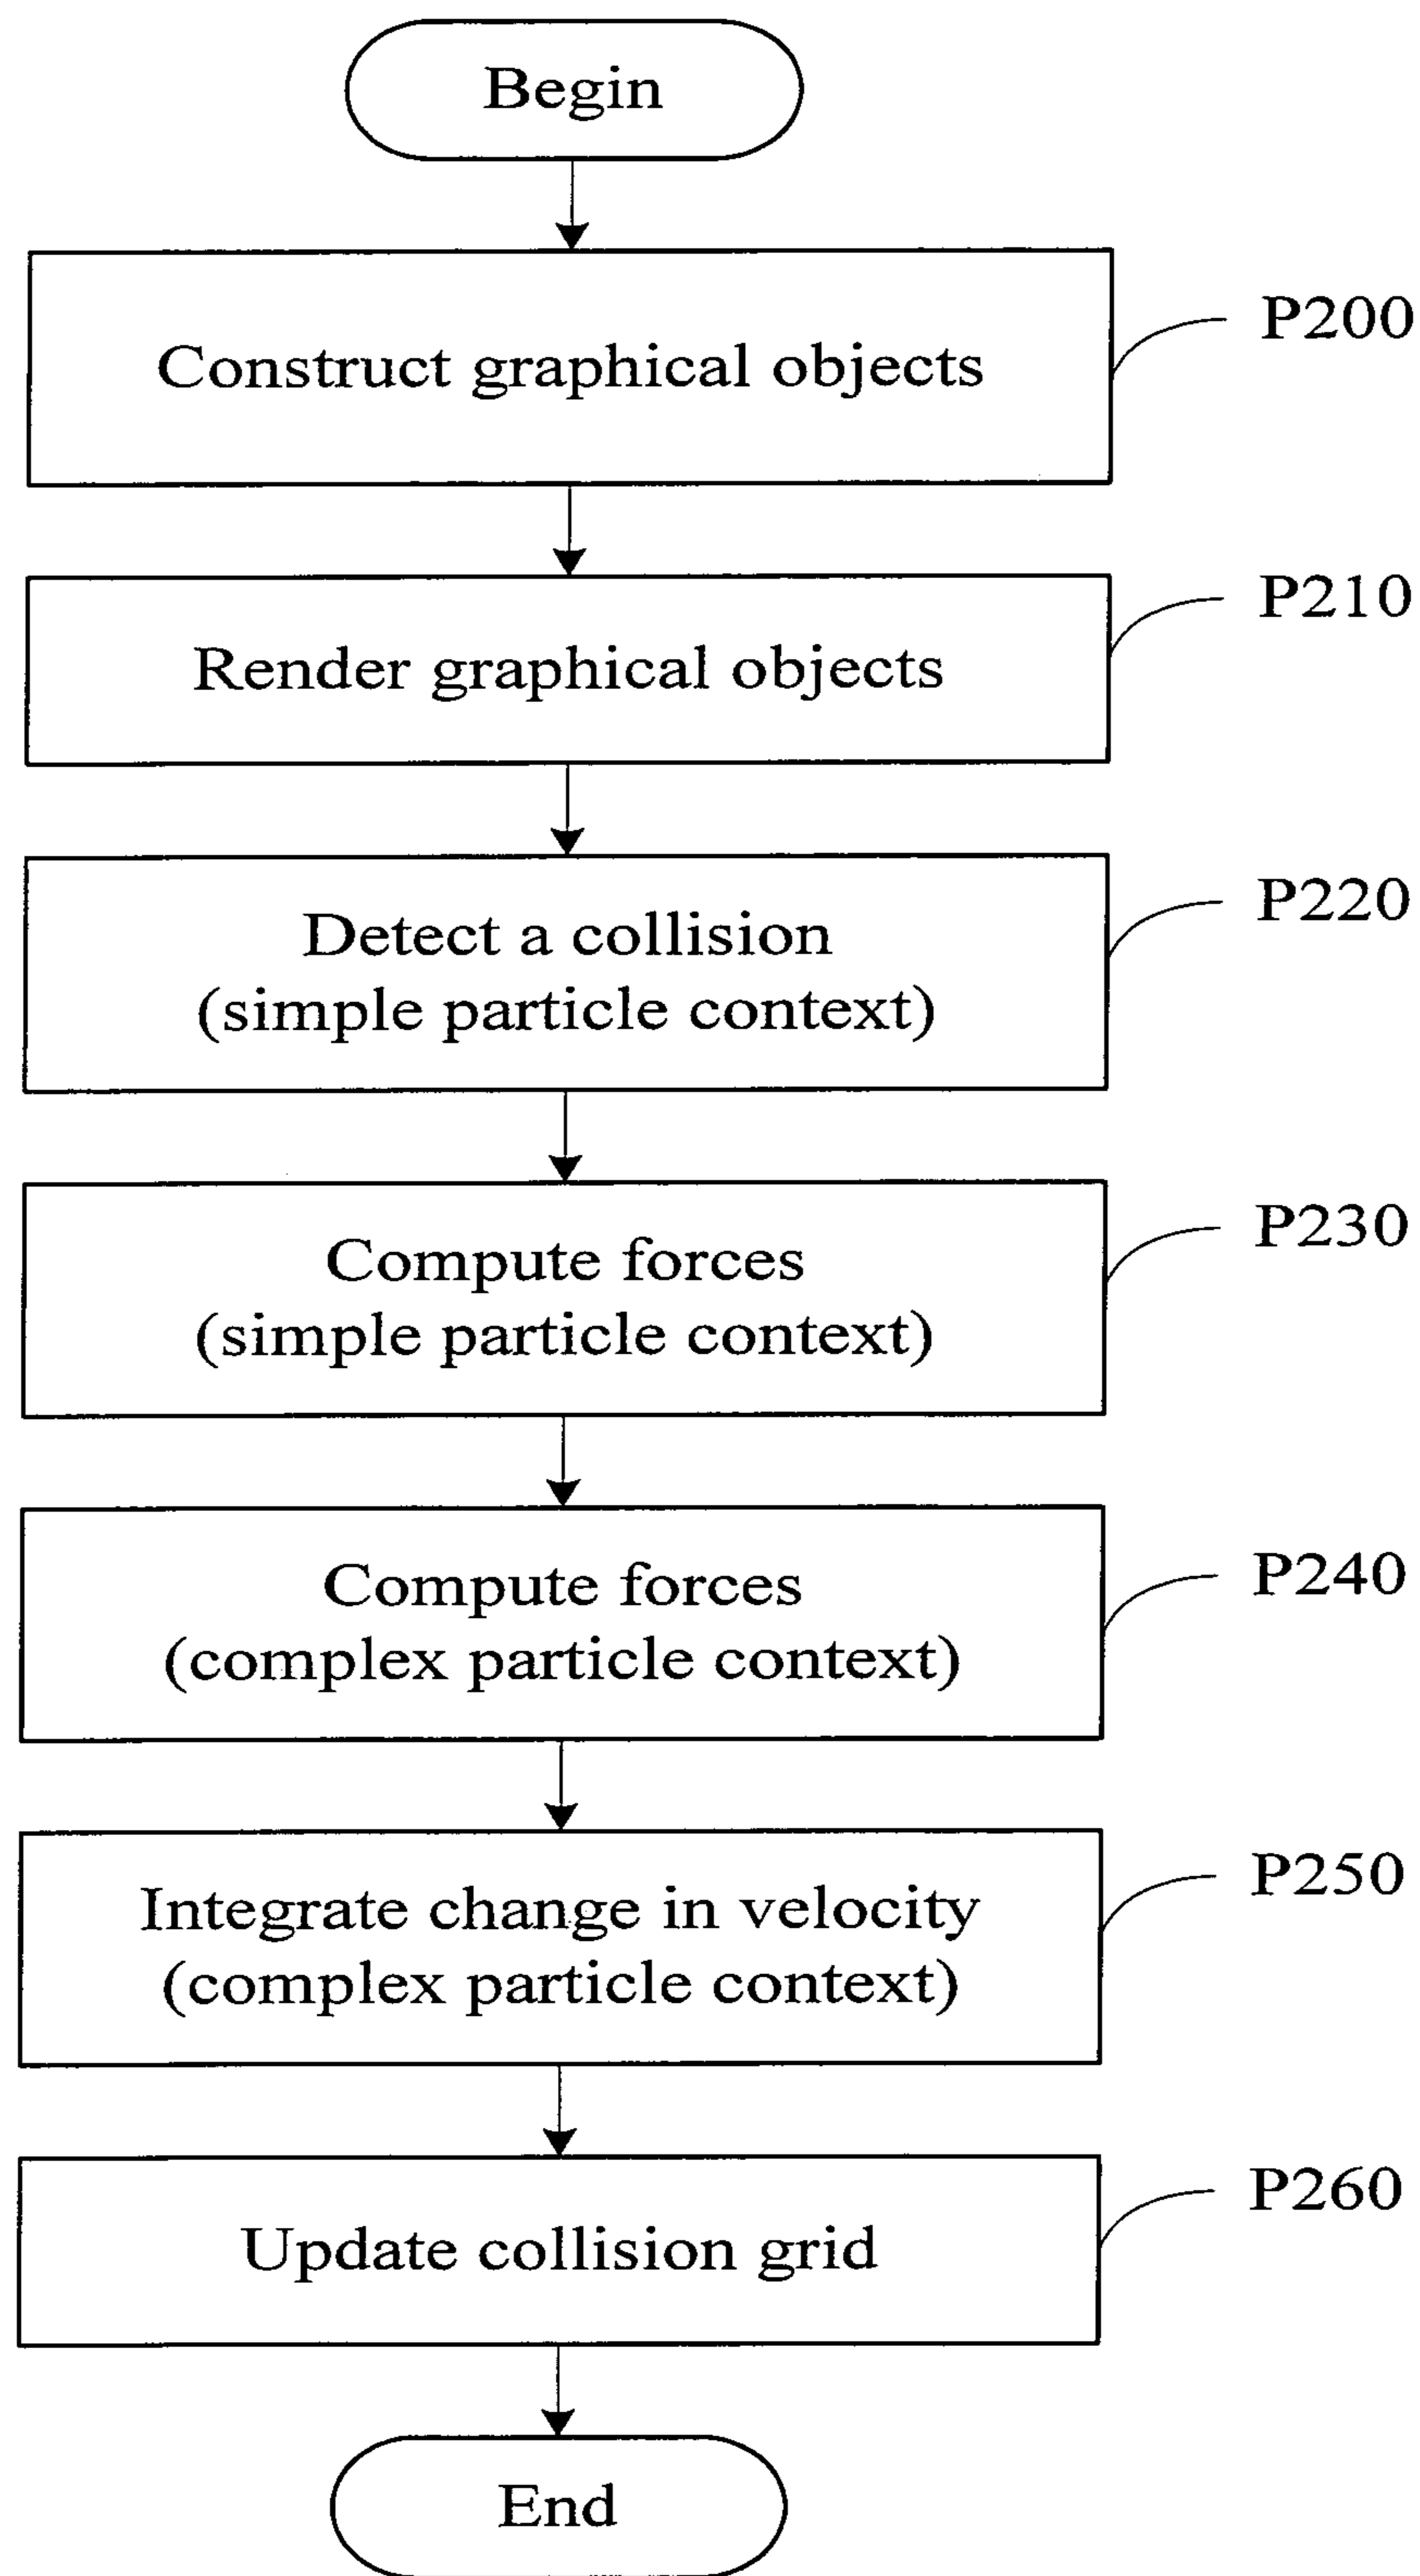 Begin
Construct graphical objects
P200
Render graphical objects
P210
Detect a collision
(simple particle context)
P220
Compute forces
(simple particle context)
P230
Compute forces
(complex particle context)
P240
Integrate change in velocity
(complex particle context)
P250
Update collision grid
P260
End